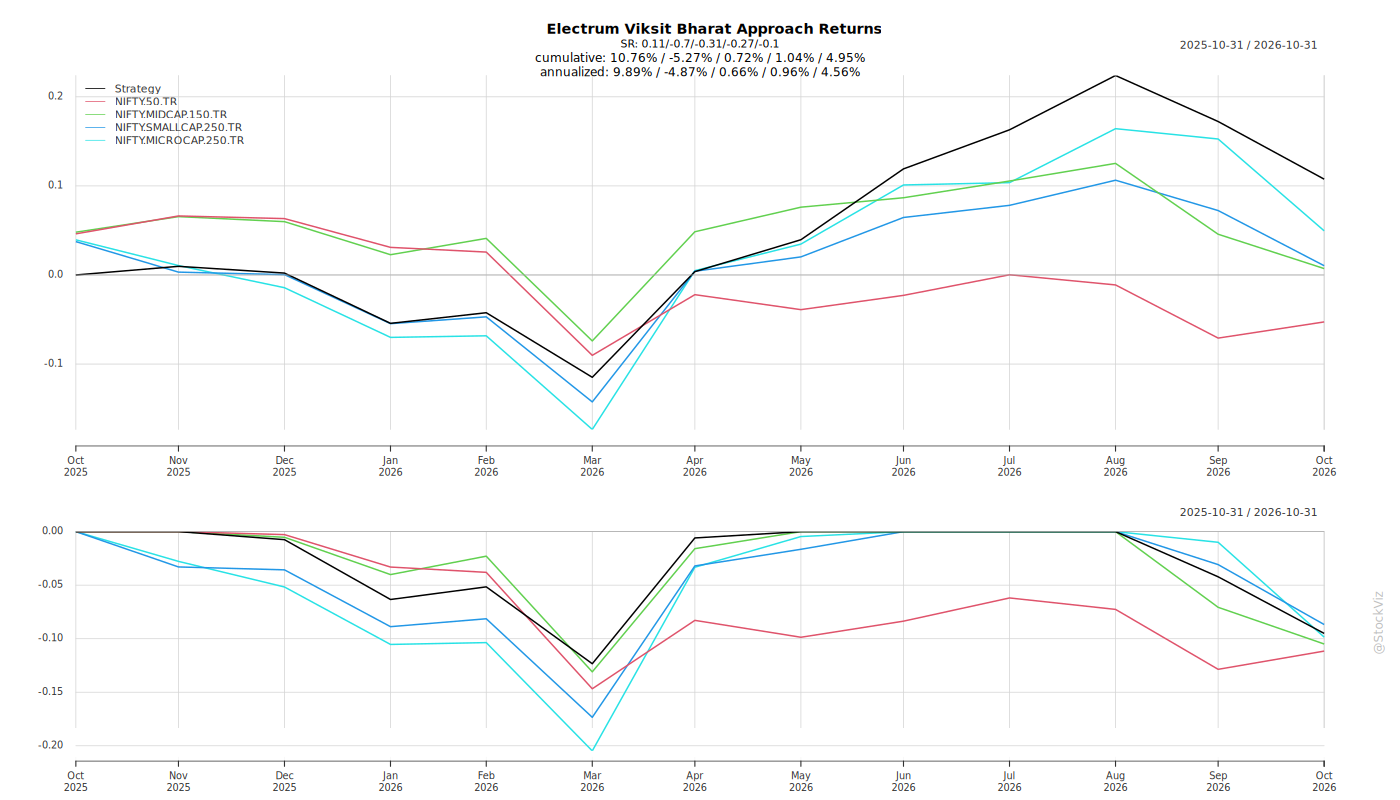 Electrum Viksit Bharat Approach Returns
SR: 0.11/-0.7/-0.31/-0.27/-0.1
cumulative: 10.76% / -5.27% / 0.72% / 1.04% / 4.95%
annualized: 9.89% / -4.87% / 0.66% / 0.96% / 4.56%
2025-10-31 / 2026-10-31
Strategy
NIFTY.50.TR
NIFTY.MIDCAP.150.TR
NIFTY.SMALLCAP.250.TR
NIFTY.MICROCAP.250.TR
0.2
0.1
0.0
-0.1
Oct Nov Dec Jan Feb Mar Apr May Jun Jul Aug Sep Oct
2025 2025 2025 2026 2026 2026 2026 2026 2026 2026 2026 2026 2026
2025-10-31 / 2026-10-31
0.00
-0.05
-0.10
-0.15
-0.20
Oct Nov Dec Jan Feb Mar Apr May Jun Jul Aug Sep Oct
2025 2025 2025 2026 2026 2026 2026 2026 2026 2026 2026 2026 2026
@StockViz